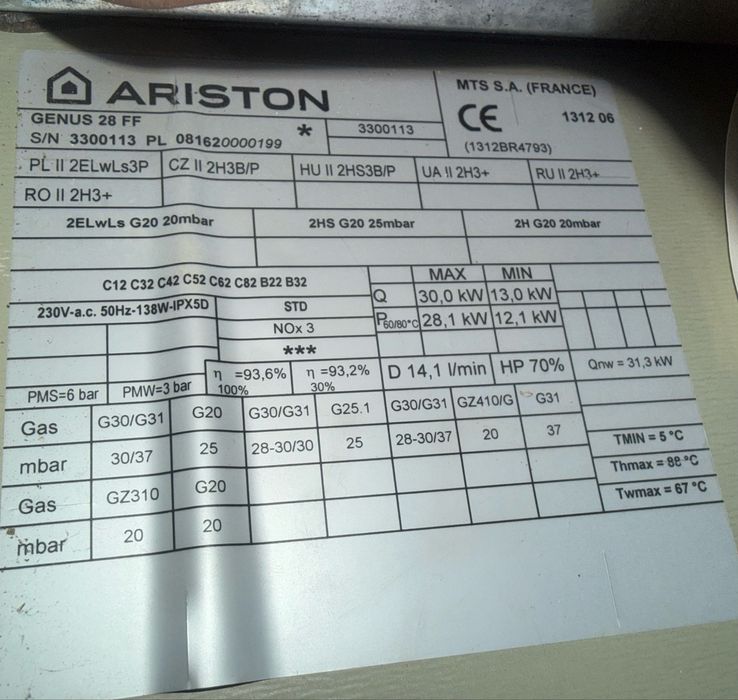 ARISTON
MTS S.A. (FRANCE)
GENUS 28 FF
CE 1312 06
S/N 3300113 PL 081620000199 * 3300113
(1312BR4793)
PL II 2ELwLs3P CZ II 2H3B/P HU II 2HS3B/P UA II 2H3+ RU II 2H3+
RO II 2H3+
2ELwLs G20 20mbar 2HS G20 25mbar 2H G20 20mbar
C12 C32 C42 C52 C62 C82 B22 B32
MAX MIN
Q 30,0 kW 13,0 kW
230V-a.c. 50Hz-138W-IPX5D STD
P60/80°C 28,1 kW 12,1 kW
NOx 3
***
PMS=6 bar PMW=3 bar η =93,6% 100% η =93,2% 30% D 14,1 l/min HP 70% Qnw = 31,3 kW
Gas G30/G31 G20 G30/G31 G25.1 G30/G31 GZ410/G G31
mbar 30/37 25 28-30/30 25 28-30/37 20 37
TMIN = 5 °C
Gas GZ310 G20
Thmax = 88 °C
mbar 20 20
Twmax = 67 °C